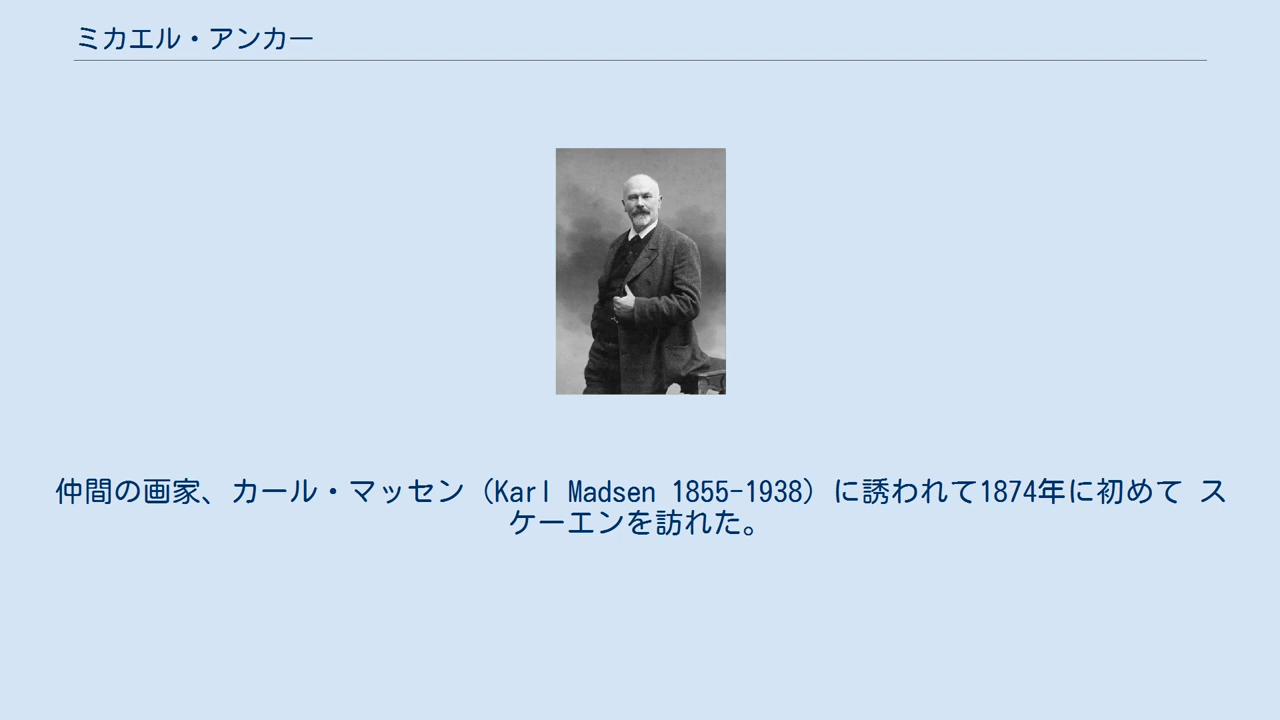 ミカエル・アンカー
仲間の画家、カール・マッセン（Karl Madsen 1855-1938）に誘われて1874年に初めて ス
ケーエンを訪れた。